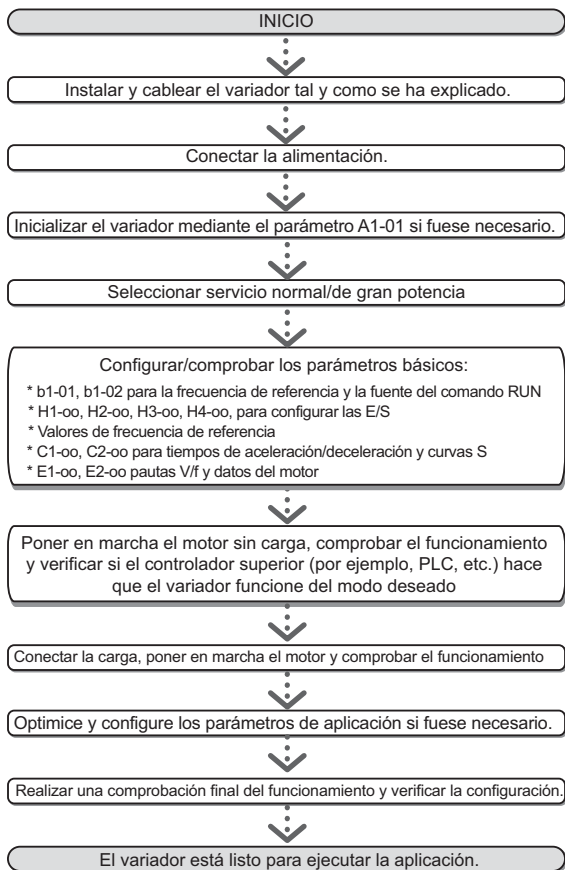 INICIO
Instalar y cablear el variador tal y como se ha explicado.
Conectar la alimentación.
Inicializar el variador mediante el parámetro A1-01 si fuese necesario.
Seleccionar servicio normal/de gran potencia
Configurar/comprobar los parámetros básicos:
* b1-01, b1-02 para la frecuencia de referencia y la fuente del comando RUN
* H1-oo, H2-oo, H3-oo, H4-oo, para configurar las E/S
* Valores de frecuencia de referencia
* C1-oo, C2-oo para tiempos de aceleración/deceleración y curvas S
* E1-oo, E2-oo pautas V/f y datos del motor
Poner en marcha el motor sin carga, comprobar el funcionamiento
y verificar si el controlador superior (por ejemplo, PLC, etc.) hace
que el variador funcione del modo deseado
Conectar la carga, poner en marcha el motor y comprobar el funcionamiento
Optimice y configure los parámetros de aplicación si fuese necesario.
Realizar una comprobación final del funcionamiento y verificar la configuración.
El variador está listo para ejecutar la aplicación.